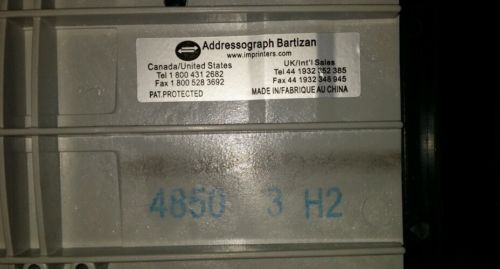 Addressograph Bartizan
www.imprinters.com
Canada/United States
Tel 1 800 431 2682
Fax 1 800 528 3692
PAT. PROTECTED
UK/Int'l Sales
Tel 44 1932 352 385
Fax 44 1932 348 945
MADE IN/FABRIQUE AU CHINA
4850 3 H2